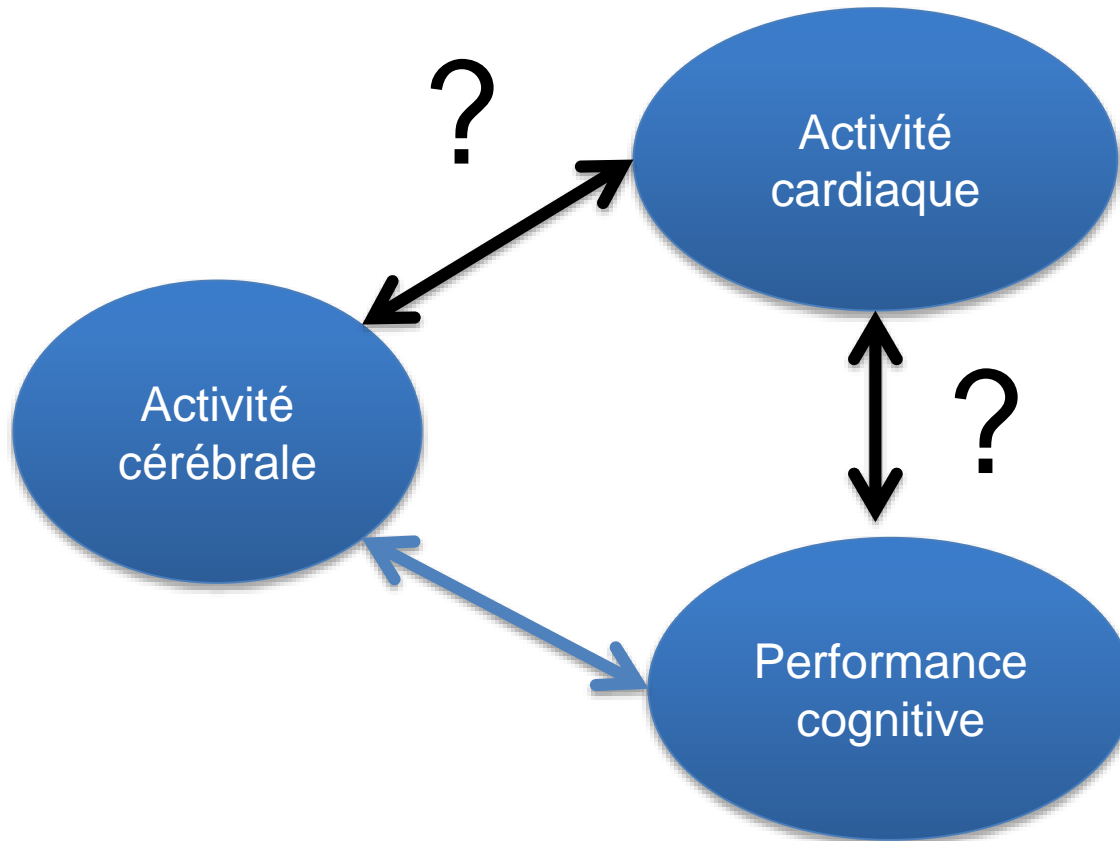 ?
Activité
cardiaque
Activité
cérébrale
?
Performance
cognitive